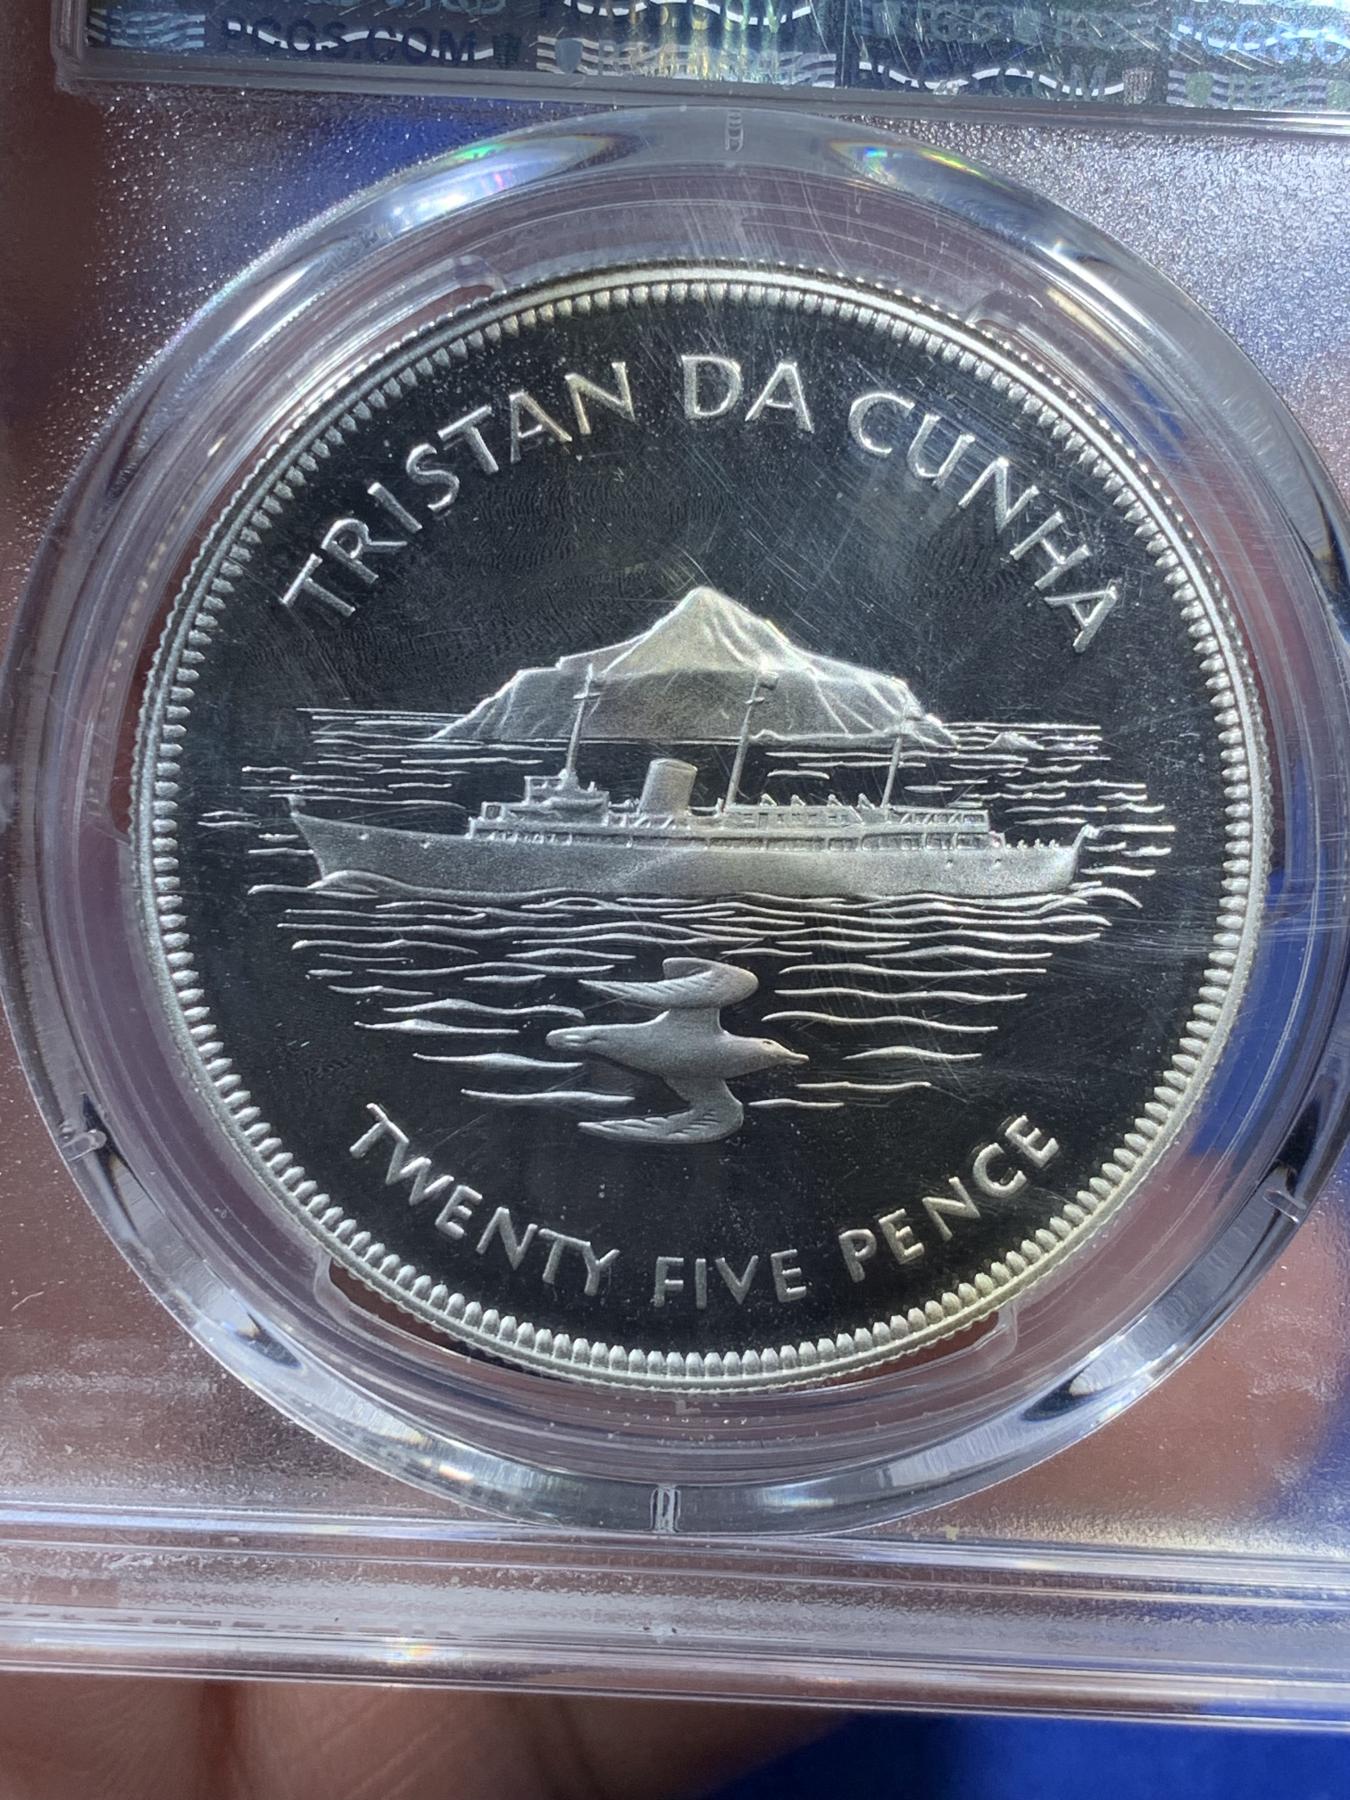 PCGS.COM
TRISTAN DA CUNHA
TWENTY FIVE PENCE